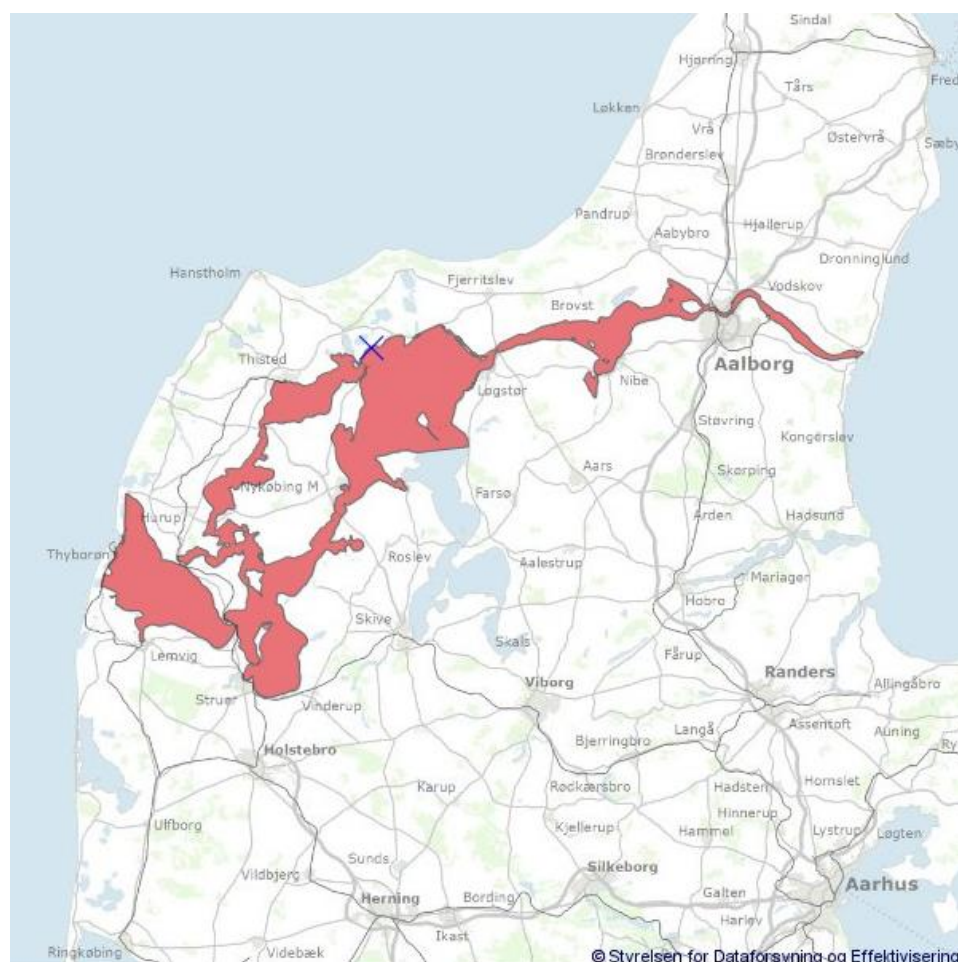 Sindal
Hjørring
Fred
Tårs
Løkken
Vrå
Østervrå
Sæby
Brønderslev
Pandrup
Hjallerup
Aabybro
Dronninglund
Hanstholm
Fjerritslev
Vodskov
Brovst
Thisted
Aalborg
Nibe
Løgstør
Støvring
Kongerslev
Aars
Skørping
Nykøbing M
Farsø
Hurup
Arden
Hadsund
Thyborøn
Roslev
Aalestrup
Mariager
Hobro
Skive
Skals
Fårup
Lemvig
Randers
Viborg
Allingåbro
Struer
Vinderup
Assentoft
Langå
Auning
Bjerringbro
Holstebro
Ry
Karup
Rødkærsbro
Hadsten
Hornslet
Hinnerup
Ulfborg
Kjellerup
Hammel
Lystrup
Løgten
Sunds
Vildbjerg
Silkeborg
Aarhus
Herning
Bording
Galten
Harlev
Ikast
Ringkøbing
Videbæk
© Styrelsen for Dataforsyning og Effektivisering